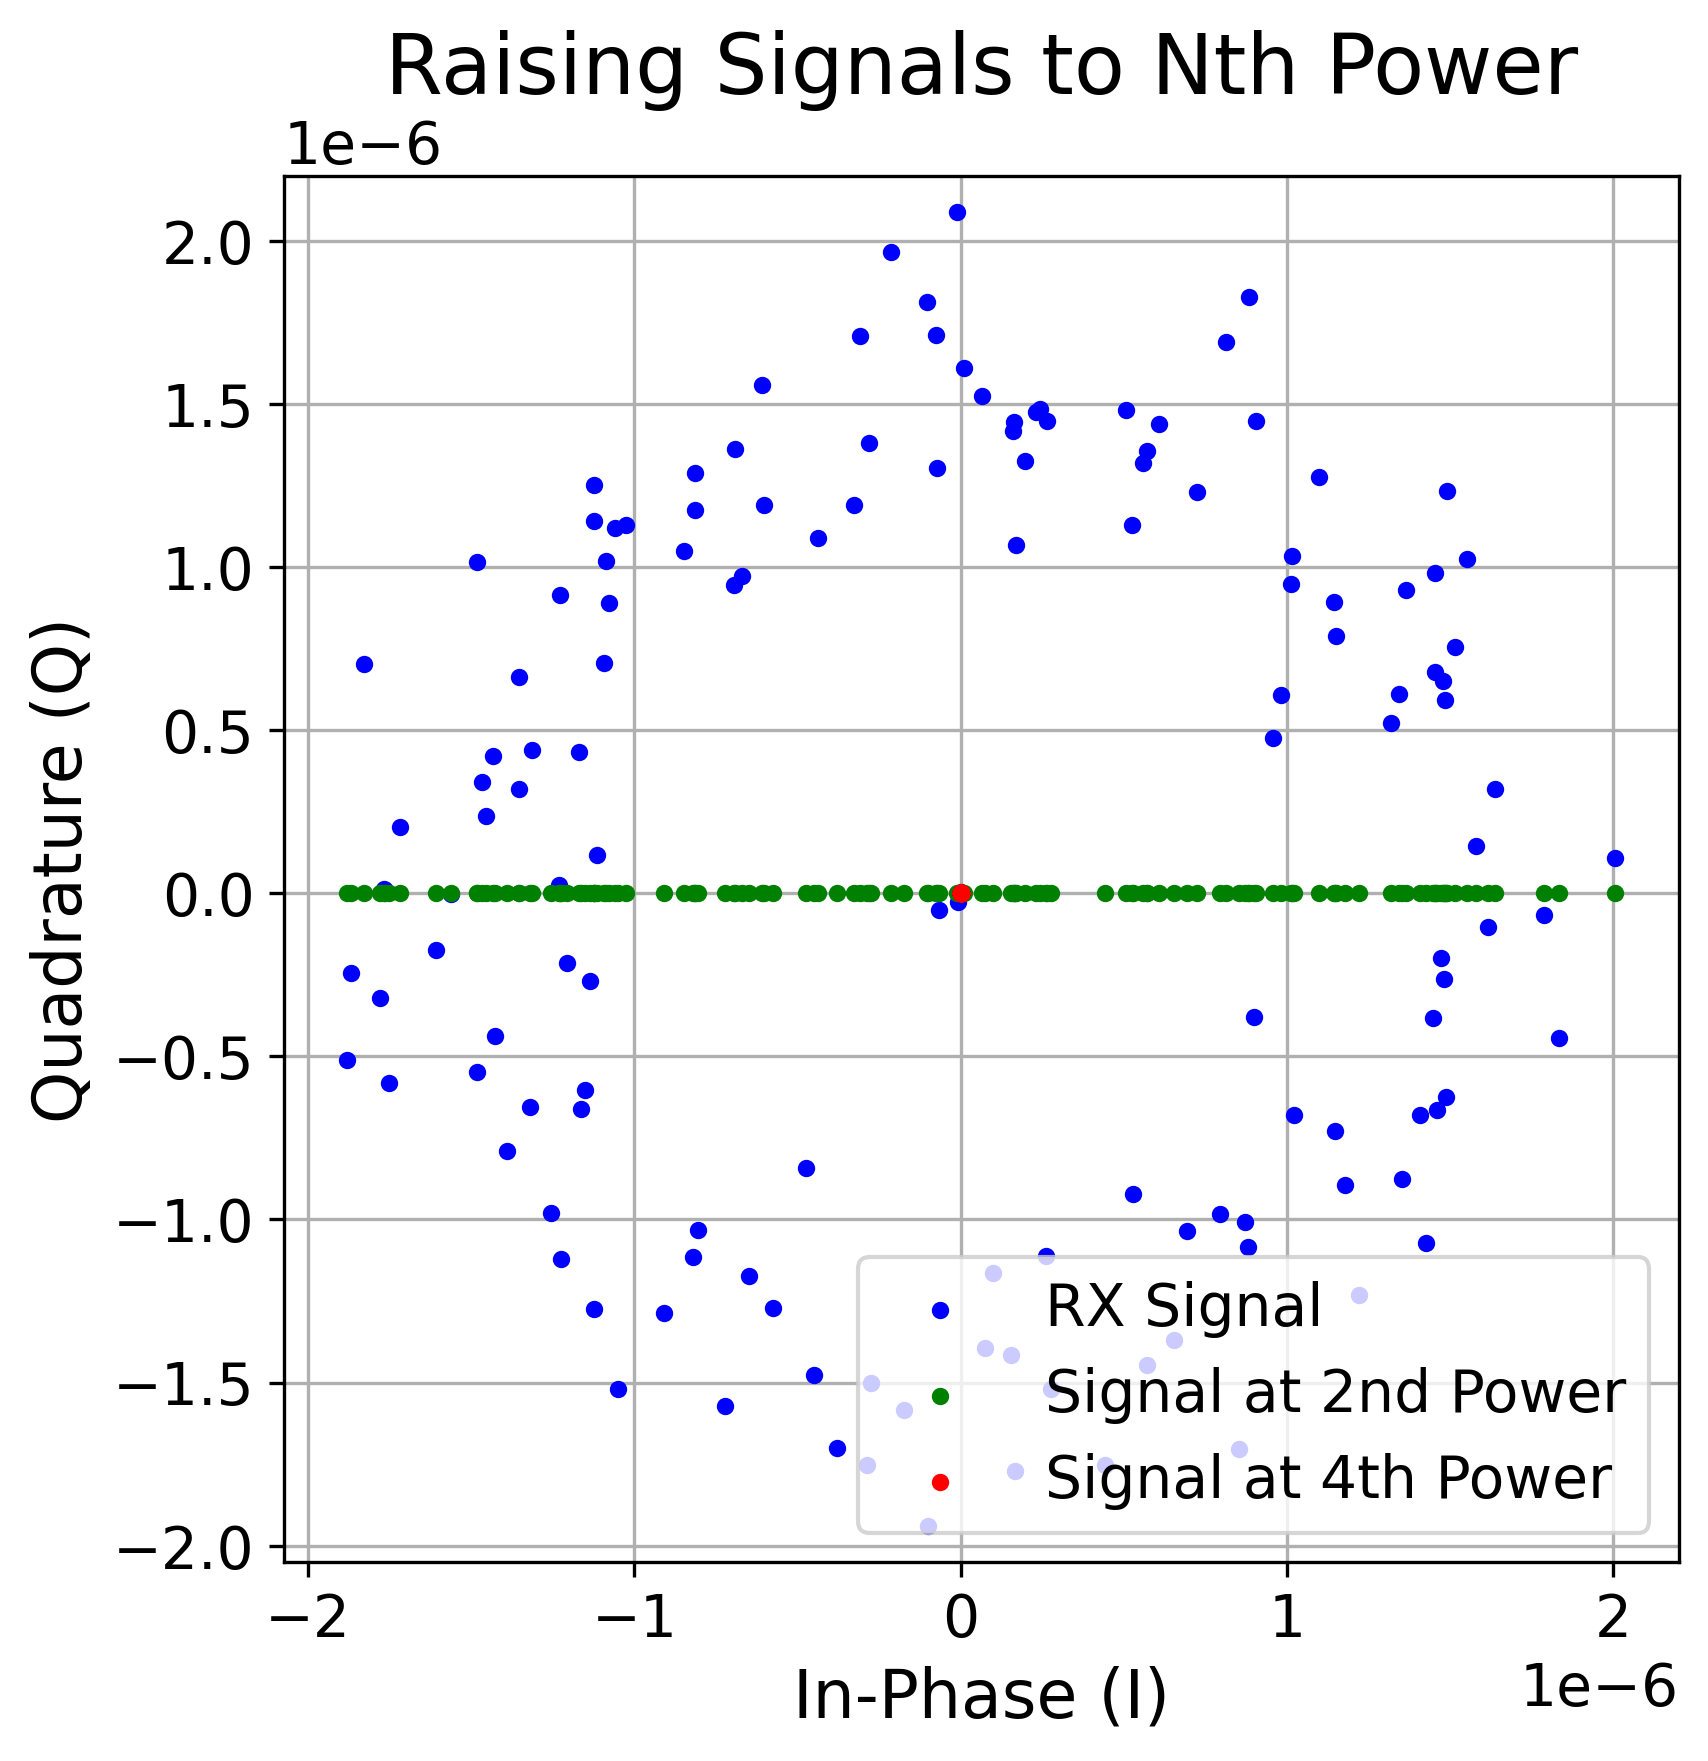 Raising Signals to Nth Power
1e−6
2.0
1.5
1.0
0.5
0.0
−0.5
−1.0
−1.5
−2.0
Quadrature (Q)
RX Signal
Signal at 2nd Power
Signal at 4th Power
−2 −1 0 1 2
1e−6
In-Phase (I)